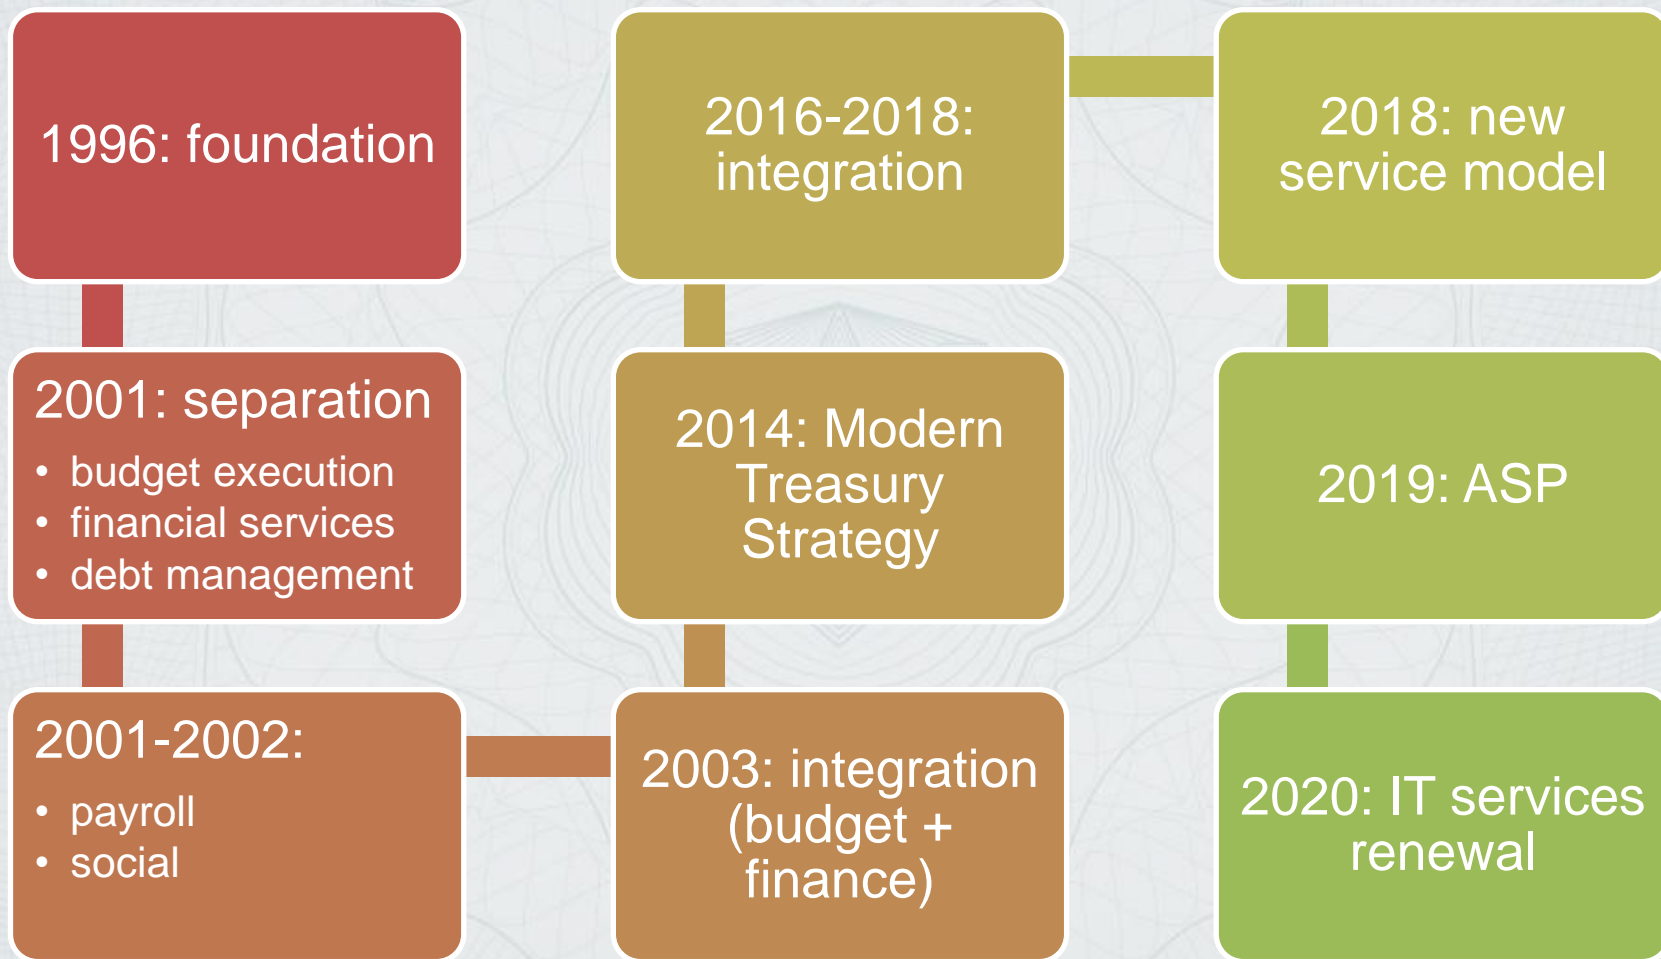 1996: foundation
2001: separation
• budget execution
• financial services
• debt management
2001-2002:
• payroll
• social
2003: integration
(budget +
finance)
2014: Modern
Treasury
Strategy
2016-2018:
integration
2018: new
service model
2019: ASP
2020: IT services
renewal